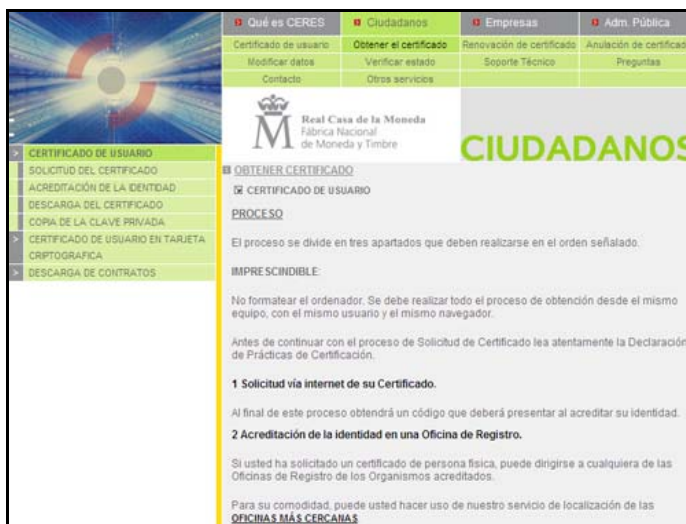 Qué es CERES
Ciudadanos
Empresas
Adm. Pública
Certificado de usuario
Obtener el certificado
Renovación de certificado
Anulación de certificad
Modificar datos
Verificar estado
Soporte Técnico
Preguntas
Contacto
Otros servicios
Real Casa de la Moneda
Fábrica Nacional
de Moneda y Timbre
CIUDADANOS
CERTIFICADO DE USUARIO
SOLICITUD DEL CERTIFICADO
ACREDITACIÓN DE LA IDENTIDAD
DESCARGA DEL CERTIFICADO
COPIA DE LA CLAVE PRIVADA
CERTIFICADO DE USUARIO EN TARJETA
CRIPTOGRAFICA
DESCARGA DE CONTRATOS
OBTENER CERTIFICADO
CERTIFICADO DE USUARIO
PROCESO
El proceso se divide en tres apartados que deben realizarse en el orden señalado.
IMPRESCINDIBLE:
No formatear el ordenador. Se debe realizar todo el proceso de obtención desde el mismo
equipo, con el mismo usuario y el mismo navegador.
Antes de continuar con el proceso de Solicitud de Certificado lea atentamente la Declaración
de Prácticas de Certificación.
1 Solicitud vía internet de su Certificado.
Al final de este proceso obtendrá un código que deberá presentar al acreditar su identidad.
2 Acreditación de la identidad en una Oficina de Registro.
Si usted ha solicitado un certificado de persona física, puede dirigirse a cualquiera de las
Oficinas de Registro de los Organismos acreditados.
Para su comodidad, puede usted hacer uso de nuestro servicio de localización de las
OFICINAS MÁS CERCANAS